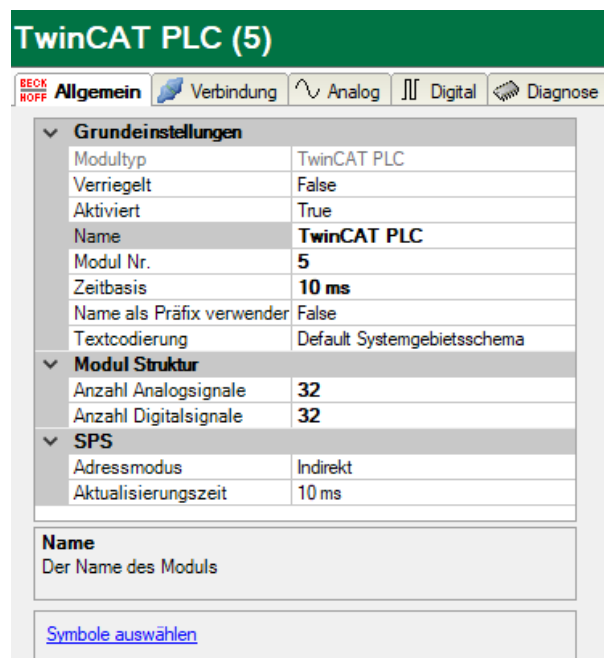 TwinCAT PLC (5)
BECK HOFF Allgemein Verbindung Analog Digital Diagnose
Grundeinstellungen
Modultyp TwinCAT PLC
Verriegelt False
Aktiviert True
Name TwinCAT PLC
Modul Nr. 5
Zeitbasis 10 ms
Name als Präfix verwender False
Textcodierung Default Systemgebietsschema
Modul Struktur
Anzahl Analogsignale 32
Anzahl Digitalsignale 32
SPS
Adressmodus Indirekt
Aktualisierungszeit 10 ms
Name
Der Name des Moduls
Symbole auswählen